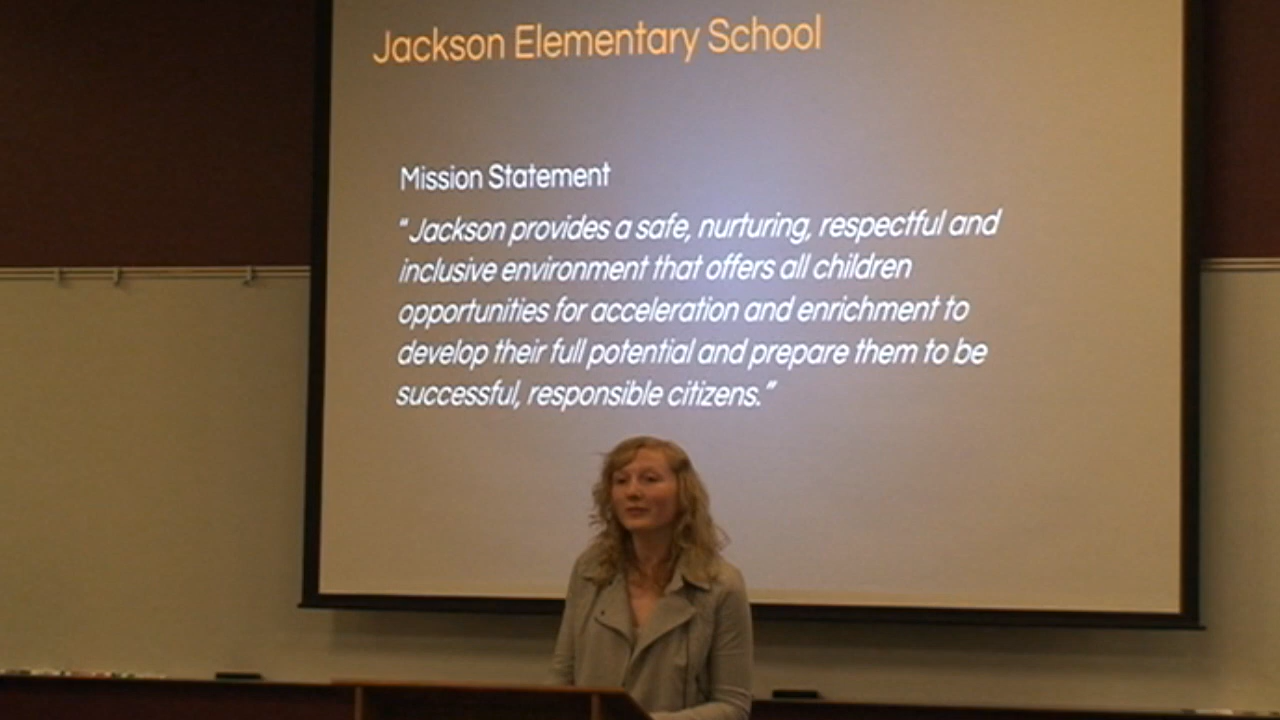 Jackson Elementary School
Mission Statement
"Jackson provides a safe, nurturing, respectful and
inclusive environment that offers all children
opportunities for acceleration and enrichment to
develop their full potential and prepare them to be
successful, responsible citizens."